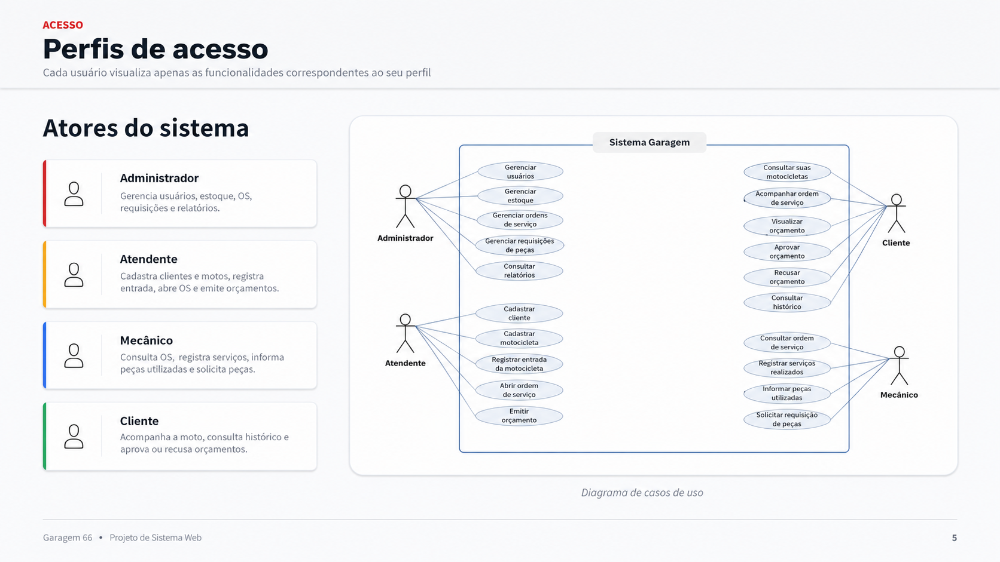 ACESSO
Perfis de acesso
Cada usuário visualiza apenas as funcionalidades correspondentes ao seu perfil
Atores do sistema
Administrador
Gerencia usuários, estoque, OS,
requisições e relatórios.
Atendente
Cadastra clientes e motos, registra
entrada, abre OS e emite orçamentos.
Mecânico
Consulta OS, registra serviços, informa
peças utilizadas e solicita peças.
Cliente
Acompanha a moto, consulta histórico e
aprova ou recusa orçamentos.
Sistema Garagem
Administrador
Gerenciar
usuários
Gerenciar
estoque
Gerenciar ordens
de serviço
Gerenciar requisições
de peças
Consultar
relatórios
Atendente
Cadastrar
cliente
Cadastrar
motocicleta
Registrar entrada
da motocicleta
Abrir ordem
de serviço
Emitir
orçamento
Consultar suas
motocicletas
Acompanhar ordem
de serviço
Visualizar
orçamento
Aprovar
orçamento
Recusar
orçamento
Consultar
histórico
Cliente
Consultar ordem
de serviço
Registrar serviços
realizados
Informar peças
utilizadas
Solicitar requisição
de peças
Mecânico
Diagrama de casos de uso
Garagem 66 • Projeto de Sistema Web
5